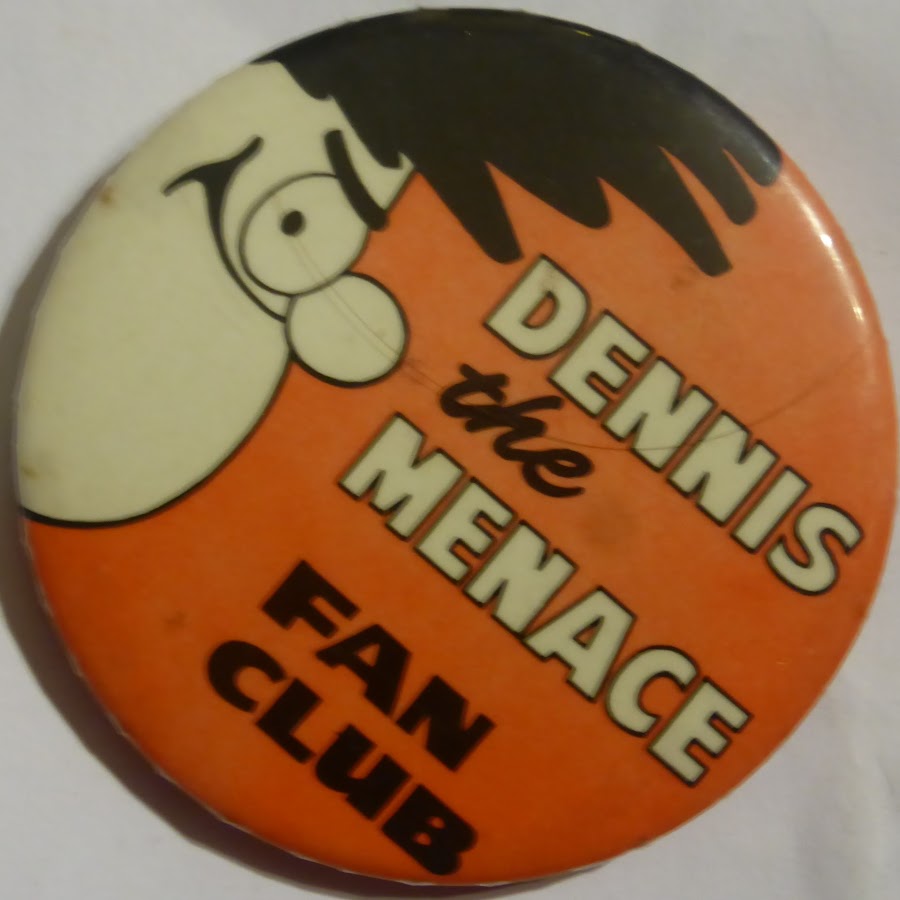 DENNIS
the
MENACE
FAN
CLUB